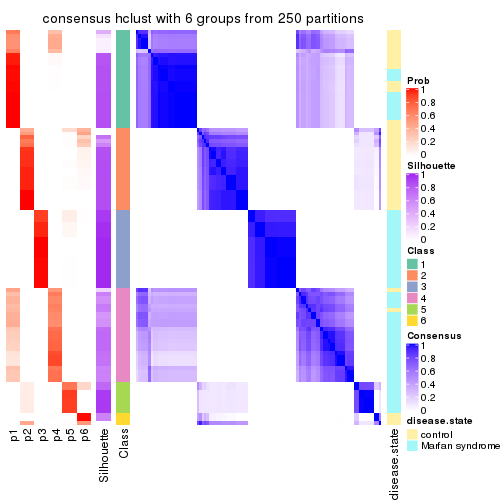 consensus hclust with 6 groups from 250 partitions
Prob
1
0.8
0.6
0.4
0.2
0
Silhouette
1
0.8
0.6
0.4
0.2
0
Class
1
2
3
4
5
6
Consensus
1
0.8
0.6
0.4
0.2
0
disease.state
control
Marfan syndrome
p1
p2
p3
p4
p5
p6
Silhouette
Class
disease.state